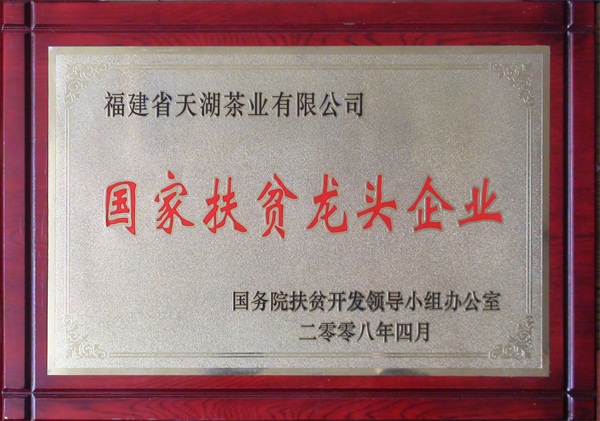 福建省天湖茶业有限公司
国家扶贫龙头企业
国务院扶贫开发领导小组办公室
二零零八年四月